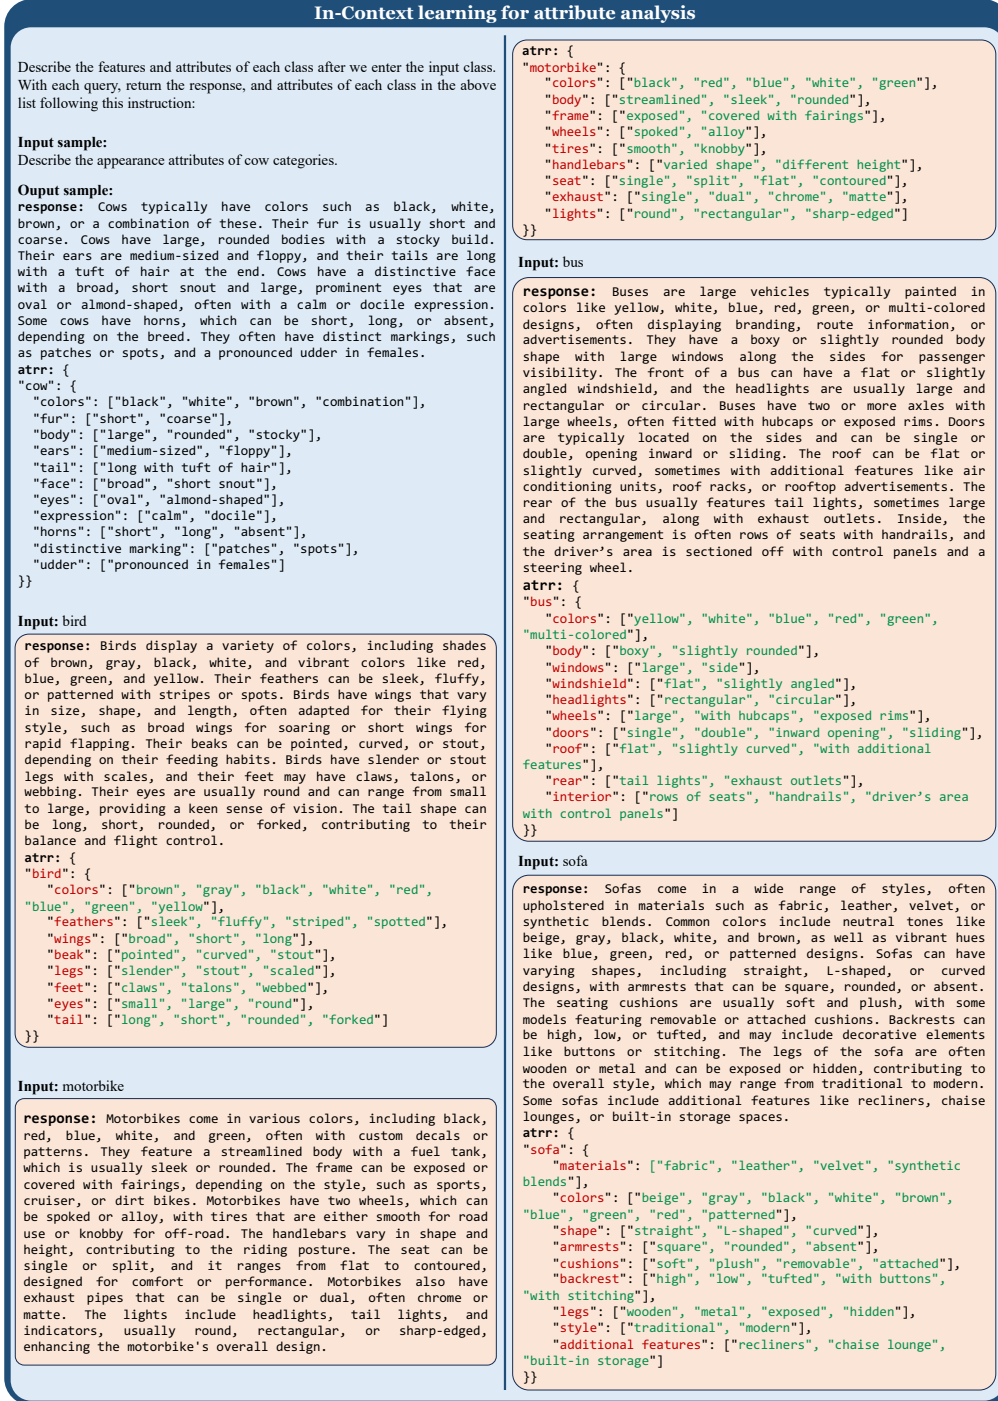 In-Context learning for attribute analysis
Describe the features and attributes of each class after we enter the input class.
With each query, return the response, and attributes of each class in the above
list following this instruction:
Input sample:
Describe the appearance attributes of cow categories.
Ouput sample:
response: Cows typically have colors such as black, white,
brown, or a combination of these. Their fur is usually short and
coarse. Cows have large, rounded bodies with a stocky build.
Their ears are medium-sized and floppy, and their tails are long
with a tuft of hair at the end. Cows have a distinctive face
with a broad, short snout and large, prominent eyes that are
oval or almond-shaped, often with a calm or docile expression.
Some cows have horns, which can be short, long, or absent,
depending on the breed. They often have distinct markings, such
as patches or spots, and a pronounced udder in females.
atrr: {
"cow": {
"colors": ["black", "white", "brown", "combination"],
"fur": ["short", "coarse"],
"body": ["large", "rounded", "stocky"],
"ears": ["medium-sized", "floppy"],
"tail": ["long with tuft of hair"],
"face": ["broad", "short snout"],
"eyes": ["oval", "almond-shaped"],
"expression": ["calm", "docile"],
"horns": ["short", "long", "absent"],
"distinctive marking": ["patches", "spots"],
"udder": ["pronounced in females"]
}}
Input: bird
response: Birds display a variety of colors, including shades
of brown, gray, black, white, and vibrant colors like red,
blue, green, and yellow. Their feathers can be sleek, fluffy,
or patterned with stripes or spots. Birds have wings that vary
in size, shape, and length, often adapted for their flying
style, such as broad wings for soaring or short wings for
rapid flapping. Their beaks can be pointed, curved, or stout,
depending on their feeding habits. Birds have slender or stout
legs with scales, and their feet may have claws, talons, or
webbing. Their eyes are usually round and can range from small
to large, providing a keen sense of vision. The tail shape can
be long, short, rounded, or forked, contributing to their
balance and flight control.
atrr: {
"bird": {
"colors": ["brown", "gray", "black", "white", "red",
"blue", "green", "yellow"],
"feathers": ["sleek", "fluffy", "striped", "spotted"],
"wings": ["broad", "short", "long"],
"beak": ["pointed", "curved", "stout"],
"legs": ["slender", "stout", "scaled"],
"feet": ["claws", "talons", "webbed"],
"eyes": ["small", "large", "round"],
"tail": ["long", "short", "rounded", "forked"]
}}
Input: motorbike
response: Motorbikes come in various colors, including black,
red, blue, white, and green, often with custom decals or
patterns. They feature a streamlined body with a fuel tank,
which is usually sleek or rounded. The frame can be exposed or
covered with fairings, depending on the style, such as sports,
cruiser, or dirt bikes. Motorbikes have two wheels, which can
be spoked or alloy, with tires that are either smooth for road
use or knobby for off-road. The handlebars vary in shape and
height, contributing to the riding posture. The seat can be
single or split, and it ranges from flat to contoured,
designed for comfort or performance. Motorbikes also have
exhaust pipes that can be single or dual, often chrome or
matte. The lights include headlights, tail lights, and
indicators, usually round, rectangular, or sharp-edged,
enhancing the motorbike's overall design.
atrr: {
"motorbike": {
"colors": ["black", "red", "blue", "white", "green"],
"body": ["streamlined", "sleek", "rounded"],
"frame": ["exposed", "covered with fairings"],
"wheels": ["spoked", "alloy"],
"tires": ["smooth", "knobby"],
"handlebars": ["varied shape", "different height"],
"seat": ["single", "split", "flat", "contoured"],
"exhaust": ["single", "dual", "chrome", "matte"],
"lights": ["round", "rectangular", "sharp-edged"]
}}
Input: bus
response: Buses are large vehicles typically painted in
colors like yellow, white, blue, red, green, or multi-colored
designs, often displaying branding, route information, or
advertisements. They have a boxy or slightly rounded body
shape with large windows along the sides for passenger
visibility. The front of a bus can have a flat or slightly
angled windshield, and the headlights are usually large and
rectangular or circular. Buses have two or more axles with
large wheels, often fitted with hubcaps or exposed rims. Doors
are typically located on the sides and can be single or
double, opening inward or sliding. The roof can be flat or
slightly curved, sometimes with additional features like air
conditioning units, roof racks, or rooftop advertisements. The
rear of the bus usually features tail lights, sometimes large
and rectangular, along with exhaust outlets. Inside, the
seating arrangement is often rows of seats with handrails, and
the driver's area is sectioned off with control panels and a
steering wheel.
atrr: {
"bus": {
"colors": ["yellow", "white", "blue", "red", "green",
"multi-colored"],
"body": ["boxy", "slightly rounded"],
"windows": ["large", "side"],
"windshield": ["flat", "slightly angled"],
"headlights": ["rectangular", "circular"],
"wheels": ["large", "with hubcaps", "exposed rims"],
"doors": ["single", "double", "inward opening", "sliding"],
"roof": ["flat", "slightly curved", "with additional
features"],
"rear": ["tail lights", "exhaust outlets"],
"interior": ["rows of seats", "handrails", "driver's area
with control panels"]
}}
Input: sofa
response: Sofas come in a wide range of styles, often
upholstered in materials such as fabric, leather, velvet, or
synthetic blends. Common colors include neutral tones like
beige, gray, black, white, and brown, as well as vibrant hues
like blue, green, red, or patterned designs. Sofas can have
varying shapes, including straight, L-shaped, or curved
designs, with armrests that can be square, rounded, or absent.
The seating cushions are usually soft and plush, with some
models featuring removable or attached cushions. Backrests can
be high, low, or tufted, and may include decorative elements
like buttons or stitching. The legs of the sofa are often
wooden or metal and can be exposed or hidden, contributing to
the overall style, which may range from traditional to modern.
Some sofas include additional features like recliners, chaise
lounges, or built-in storage spaces.
atrr: {
"sofa": {
"materials": ["fabric", "leather", "velvet", "synthetic
blends"],
"colors": ["beige", "gray", "black", "white", "brown",
"blue", "green", "red", "patterned"],
"shape": ["straight", "L-shaped", "curved"],
"armrests": ["square", "rounded", "absent"],
"cushions": ["soft", "plush", "removable", "attached"],
"backrest": ["high", "low", "tufted", "with buttons",
"with stitching"],
"legs": ["wooden", "metal", "exposed", "hidden"],
"style": ["traditional", "modern"],
"additional features": ["recliners", "chaise lounge",
"built-in storage"]
}}